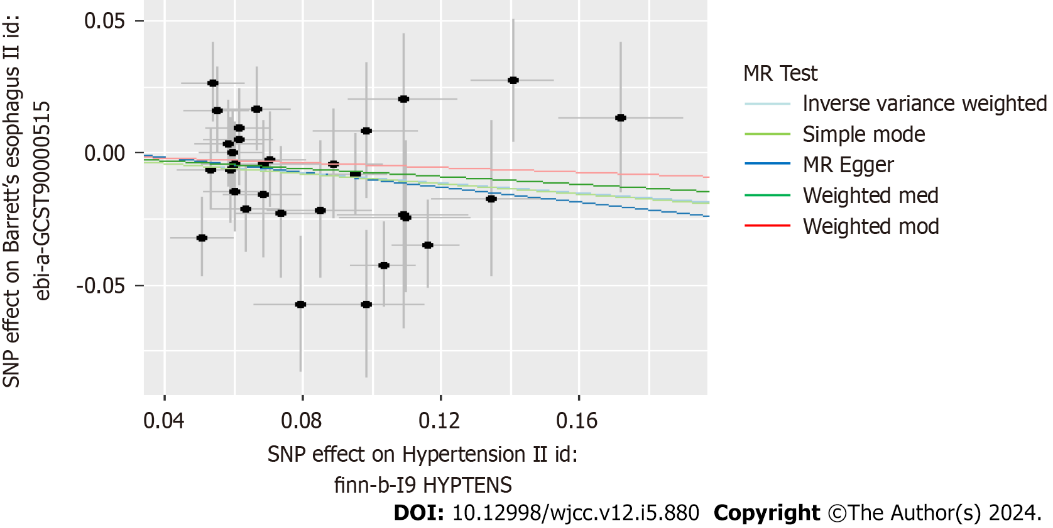 SNP effect on Barrett's esophagus II id:
ebi-a-GCST90000515
0.05
0.00
-0.05
0.04
0.08
0.12
0.16
SNP effect on Hypertension II id:
finn-b-I9 HYPTENS
MR Test
Inverse variance weighted
Simple mode
MR Egger
Weighted med
Weighted mod
DOI: 10.12998/wjcc.v12.i5.880 Copyright ©The Author(s) 2024.